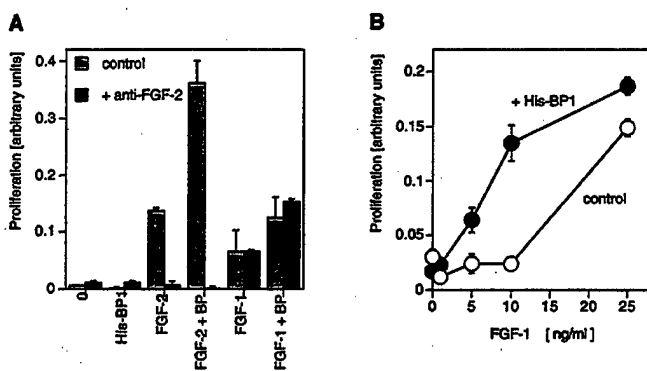 A
Proliferation [arbitrary units]
0.4
0.3
0.2
0.1
0
control
+ anti-FGF-2
0
His-BP1
FGF-2
FGF-2 + BP
FGF-1
FGF-1 + BP
B
Proliferation [arbitrary units]
0.2
0.15
0.1
0.05
0
+ His-BP1
control
0 5 10 15 20 25
FGF-1 [ng/ml]